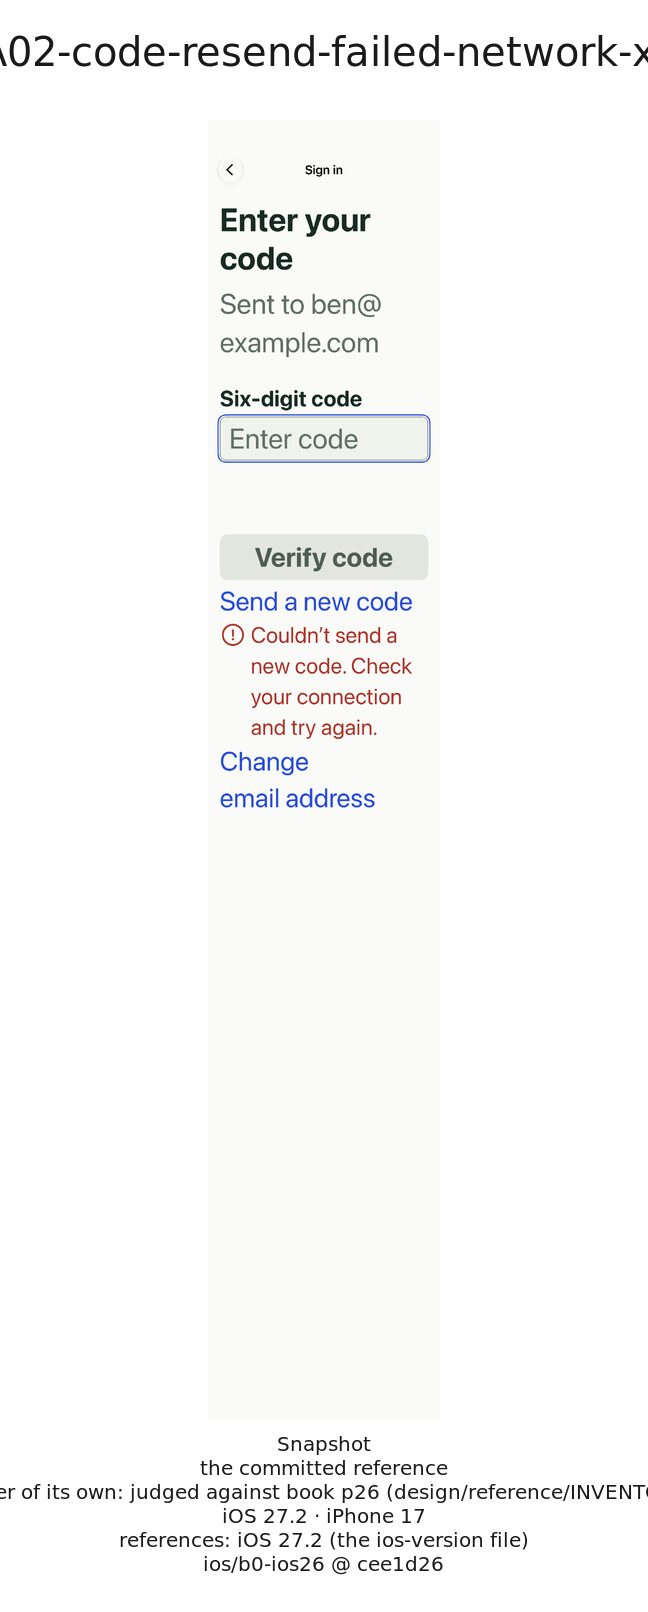 A02-code-resend-failed-network-x
Sign in
Enter your
code
Sent to ben@
example.com
Six-digit code
Enter code
Verify code
Send a new code
Couldn’t send a
new code. Check
your connection
and try again.
Change
email address
Snapshot
the committed reference
er of its own: judged against book p26 (design/reference/INVENTO
iOS 27.2 · iPhone 17
references: iOS 27.2 (the ios-version file)
ios/b0-ios26 @ cee1d26